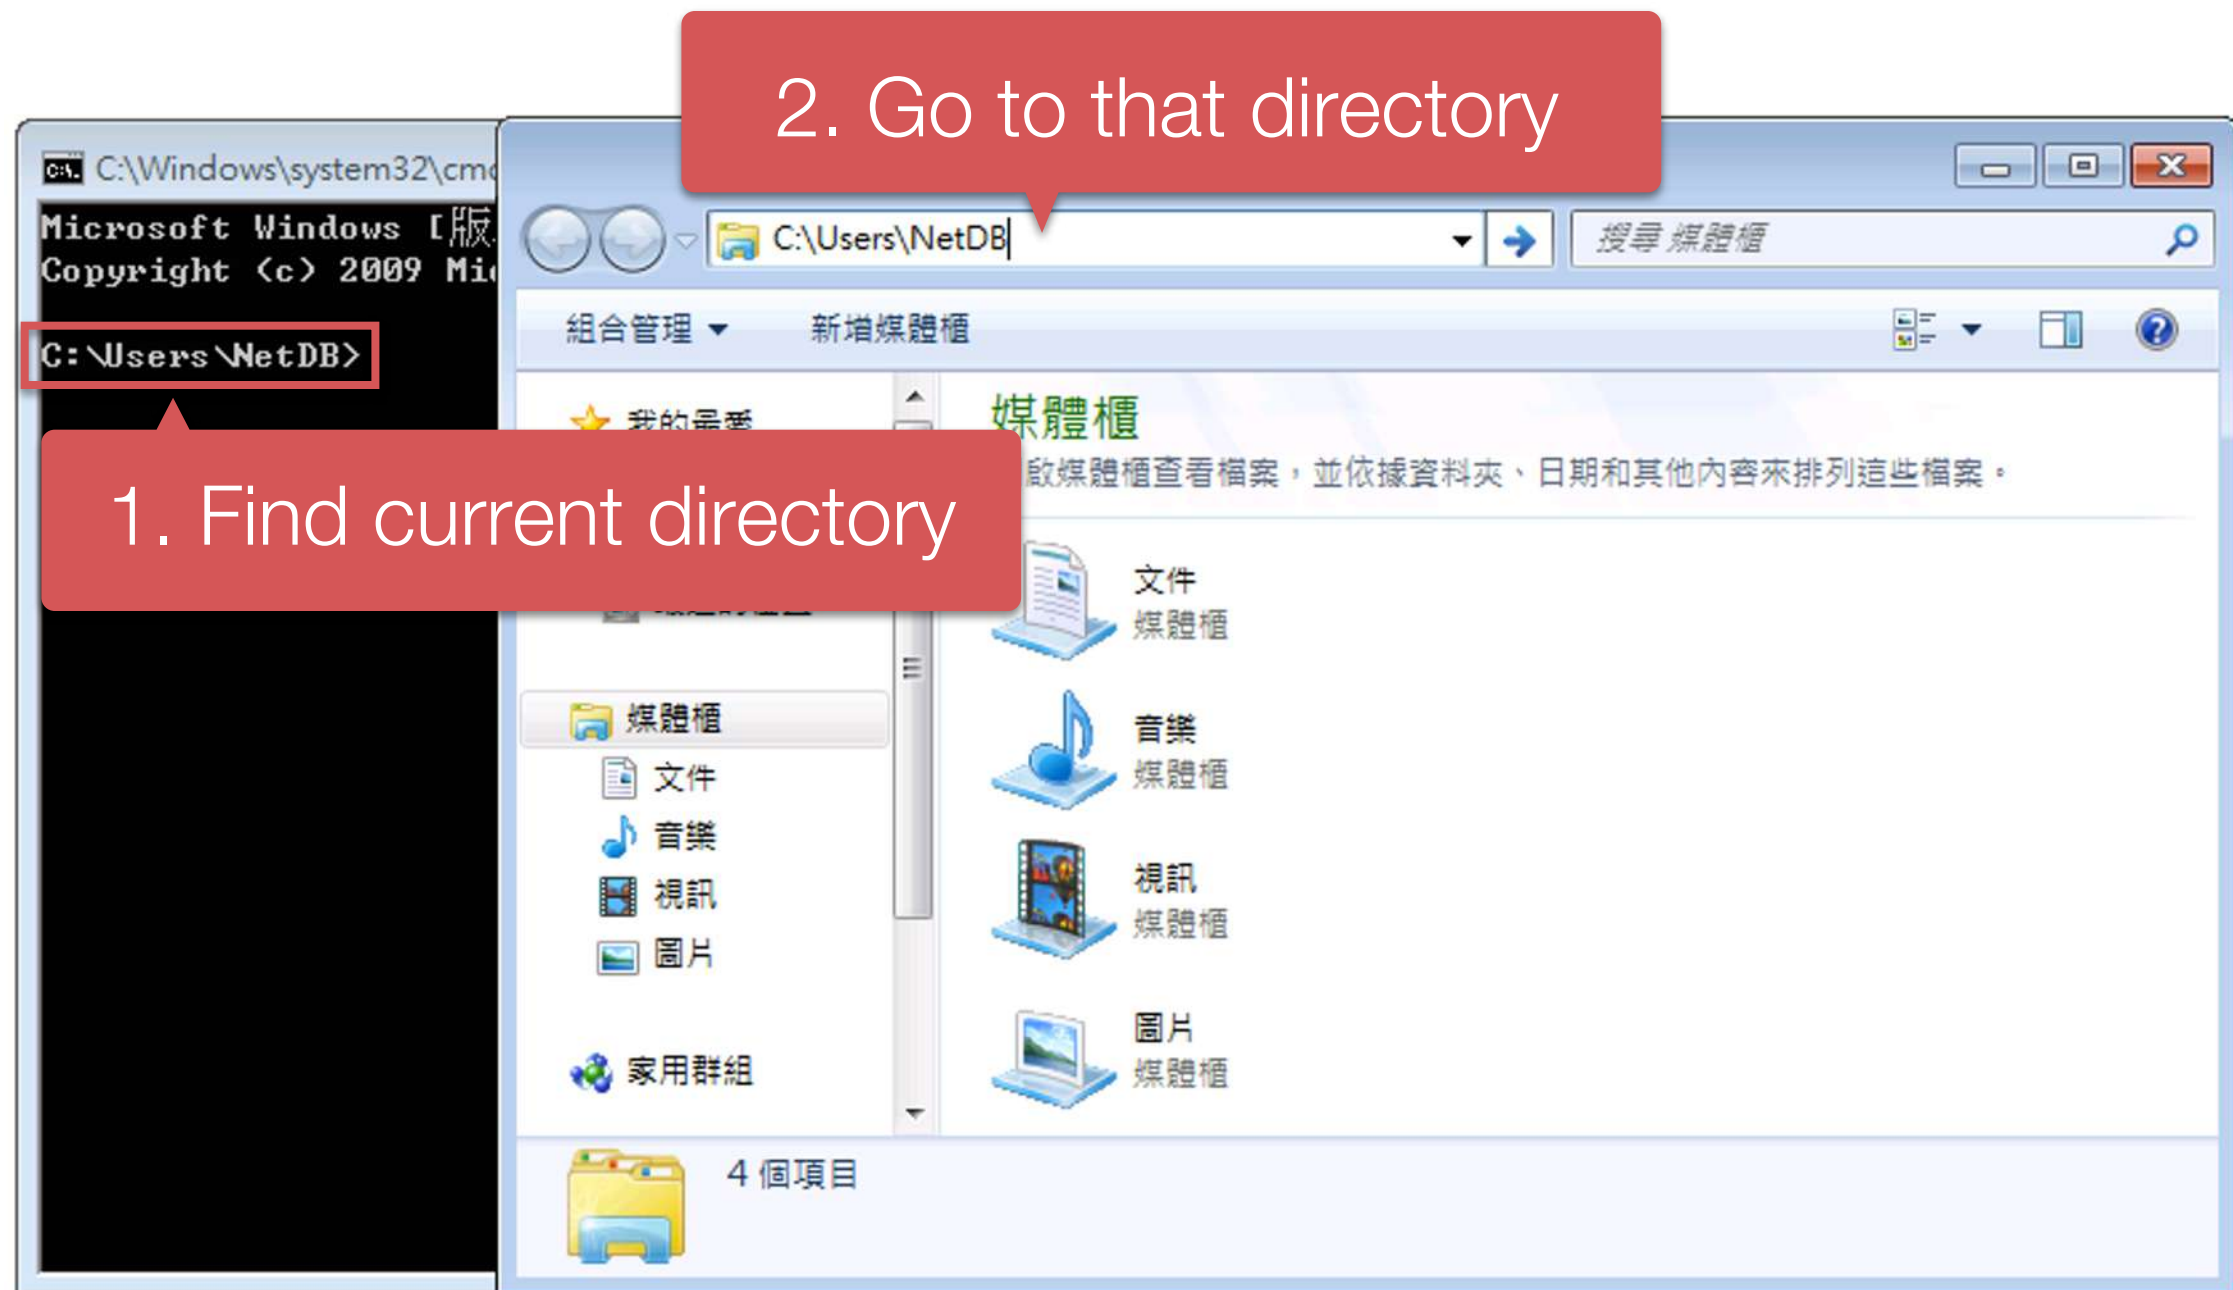 2. Go to that directory
C:\Windows\system32\cmd
Microsoft Windows [版
Copyright (c) 2009 Mi
C:\Users\NetDB>
1. Find current directory
C:\Users\NetDB
搜尋 媒體櫃
組合管理
新增媒體櫃
我的最愛
媒體櫃
文件
音樂
視訊
圖片
家用群組
媒體櫃
啟媒體櫃查看檔案，並依據資料夾、日期和其他內容來排列這些檔案。
文件
媒體櫃
音樂
媒體櫃
視訊
媒體櫃
圖片
媒體櫃
4 個項目